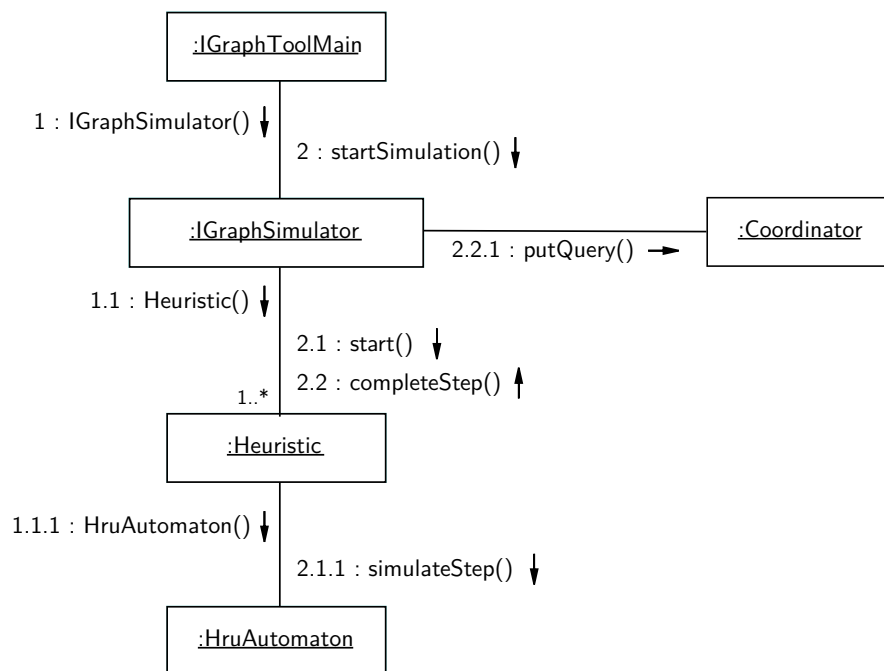 :IGraphToolMain
1 : IGraphSimulator()
2 : startSimulation()
:IGraphSimulator
:Coordinator
2.2.1 : putQuery()
1.1 : Heuristic()
2.1 : start()
2.2 : completeStep()
1..*
:Heuristic
1.1.1 : HruAutomaton()
2.1.1 : simulateStep()
:HruAutomaton